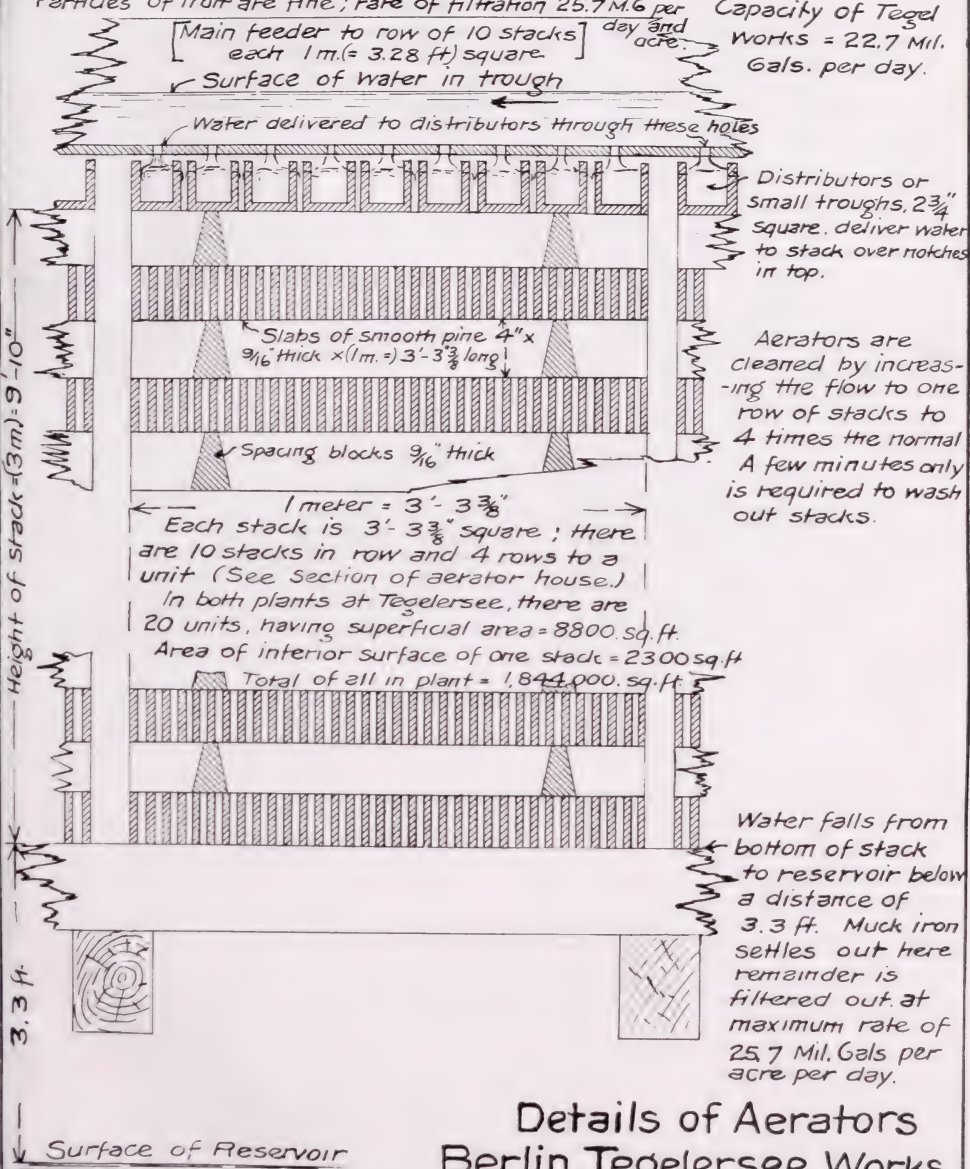 Particles of iron are fine; rate of filtration 25.7 M.G per
day and
acre.
[Main feeder to row of 10 stacks]
each 1 m.(= 3.28 ft) square.
Surface of water in trough
Water delivered to distributors through these holes
Capacity of Tegel
Works = 22.7 Mil.
Gals. per day.
Distributors or
small troughs, 2 3/4"
square. deliver water
to stack over notches
in top.
Slabs of smooth pine 4" x
9/16" thick x (1m.=) 3'-3 3/8" long
Spacing blocks 9/16" thick
Aerators are
cleaned by increas-
-ing the flow to one
row of stacks to
4 times the normal
A few minutes only
is required to wash
out stacks.
Height of stack=(3m)=9'-10"
1 meter = 3'-3 3/8"
Each stack is 3'-3 3/8" square; there
are 10 stacks in row and 4 rows to a
unit (See Section of aerator house.)
In both plants at Tegelersee, there are
20 units, having superficial area = 8800. sq. ft.
Area of interior surface of one stack = 2300 sq. ft
Total of all in plant = 1,844,000. sq. ft.
Water falls from
bottom of stack
to reservoir below
a distance of
3.3 ft. Muck iron
settles out here
remainder is
filtered out. at
maximum rate of
25.7 Mil. Gals per
acre per day.
3.3 ft.
Surface of Reservoir
Details of Aerators
Berlin Tegelersee Works